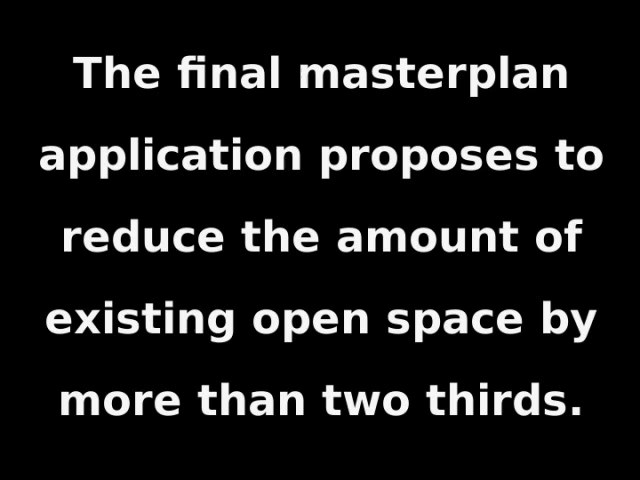 The final masterplan
application proposes to
reduce the amount of
existing open space by
more than two thirds.